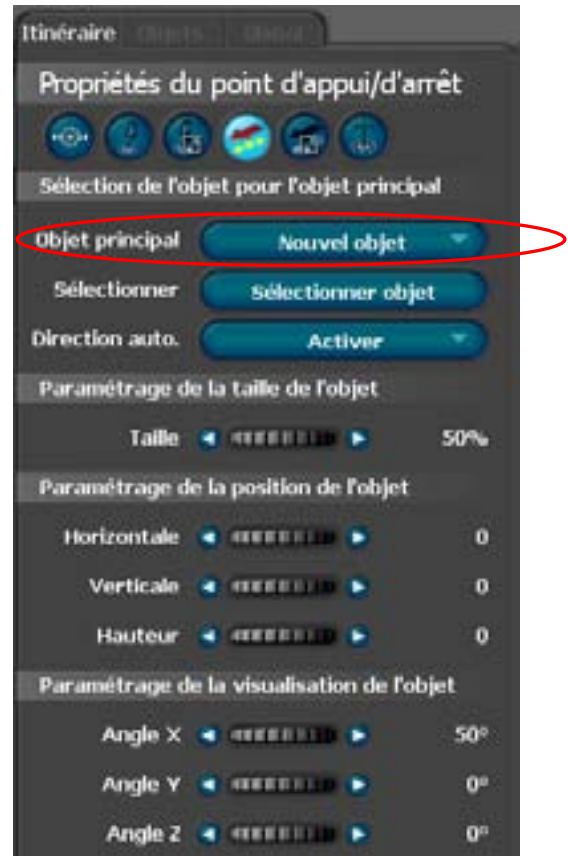 Itinéraire Objets Global
Propriétés du point d'appui/d'arrêt
Sélection de l'objet pour l'objet principal
Objet principal Nouvel objet
Sélectionner Sélectionner objet
Direction auto. Activer
Paramétrage de la taille de l'objet
Taille 50%
Paramétrage de la position de l'objet
Horizontale 0
Verticale 0
Hauteur 0
Paramétrage de la visualisation de l'objet
Angle X 50°
Angle Y 0°
Angle Z 0°